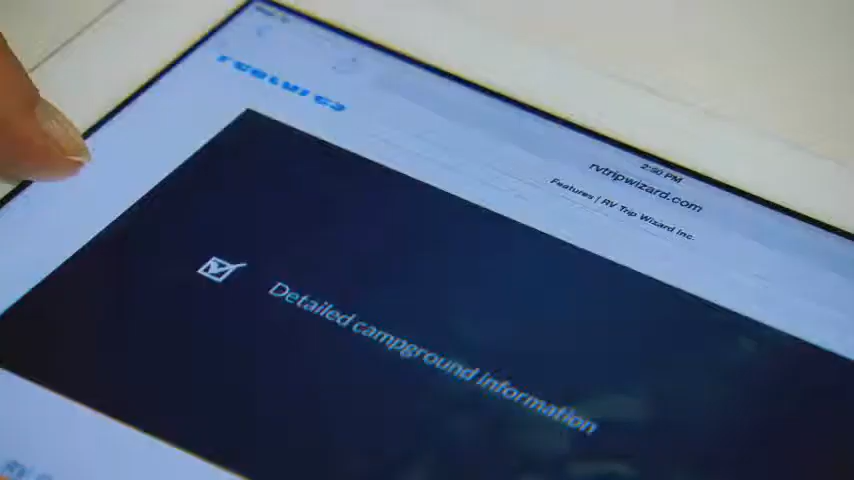 2:50 PM
rvtripwizard.com
Features | RV Trip Wizard Inc.
Features
Detailed campground information